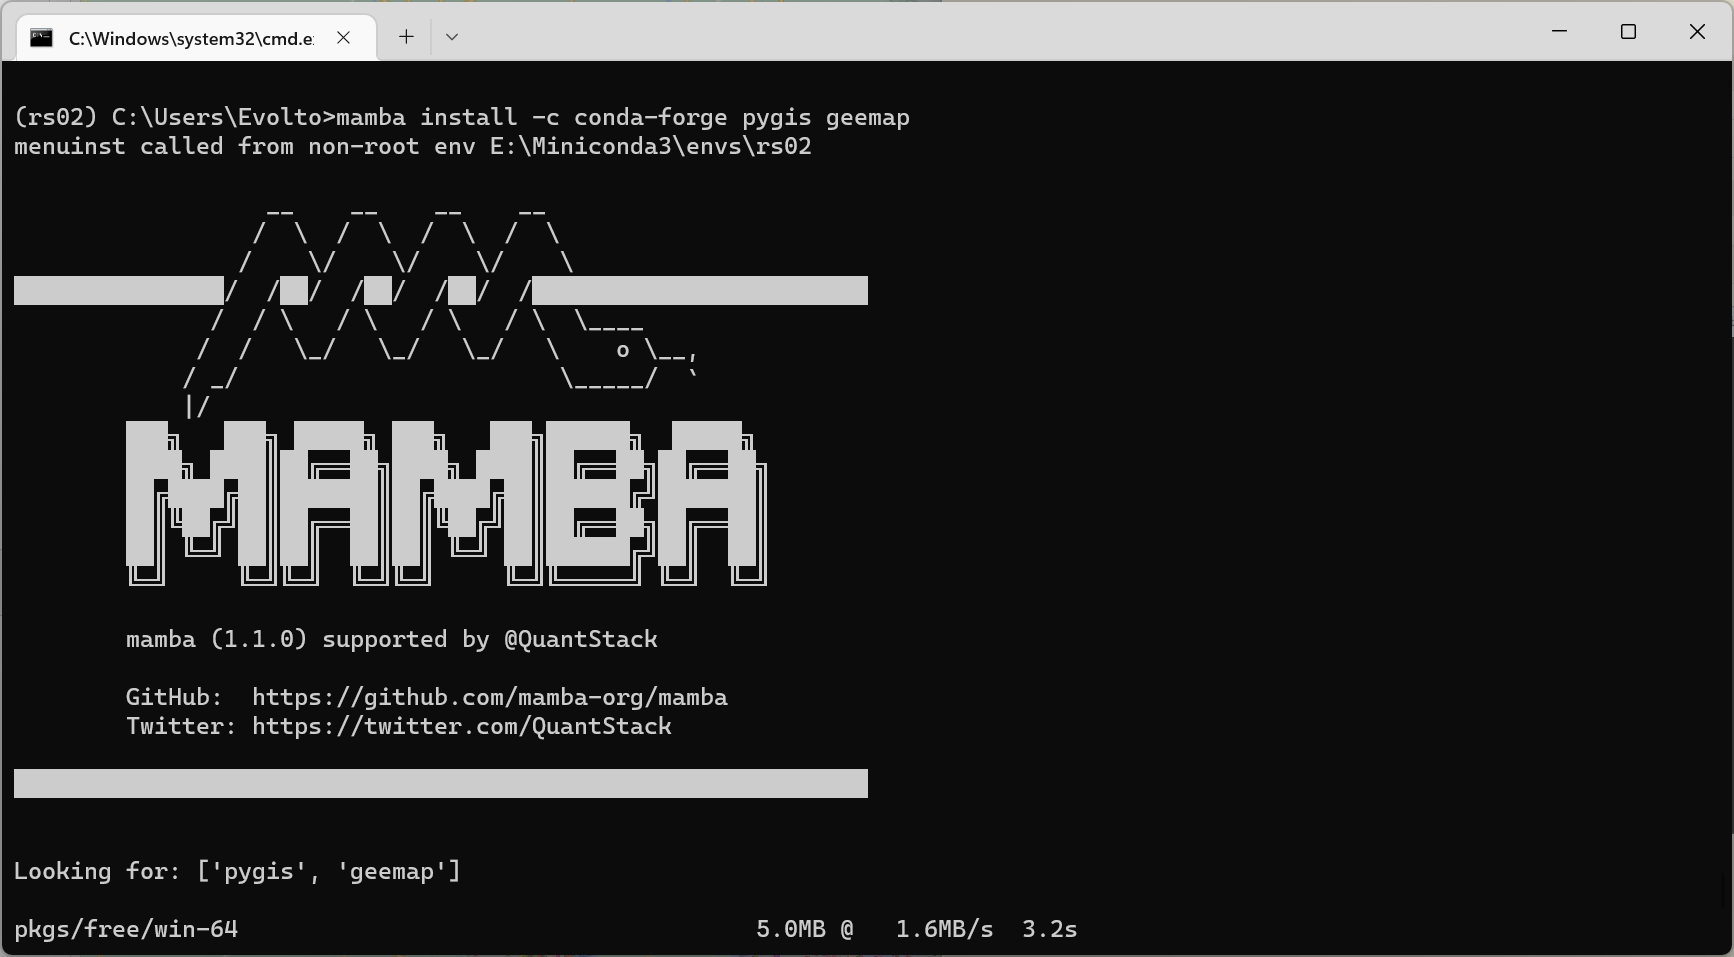 C:\Windows\system32\cmd.e
(rs02) C:\Users\Evolto>mamba install -c conda-forge pygis geemap
menuinst called from non-root env E:\Miniconda3\envs\rs02
MAMBA
mamba (1.1.0) supported by @QuantStack
GitHub:  https://github.com/mamba-org/mamba
Twitter: https://twitter.com/QuantStack
Looking for: ['pygis', 'geemap']
pkgs/free/win-64 5.0MB @ 1.6MB/s 3.2s